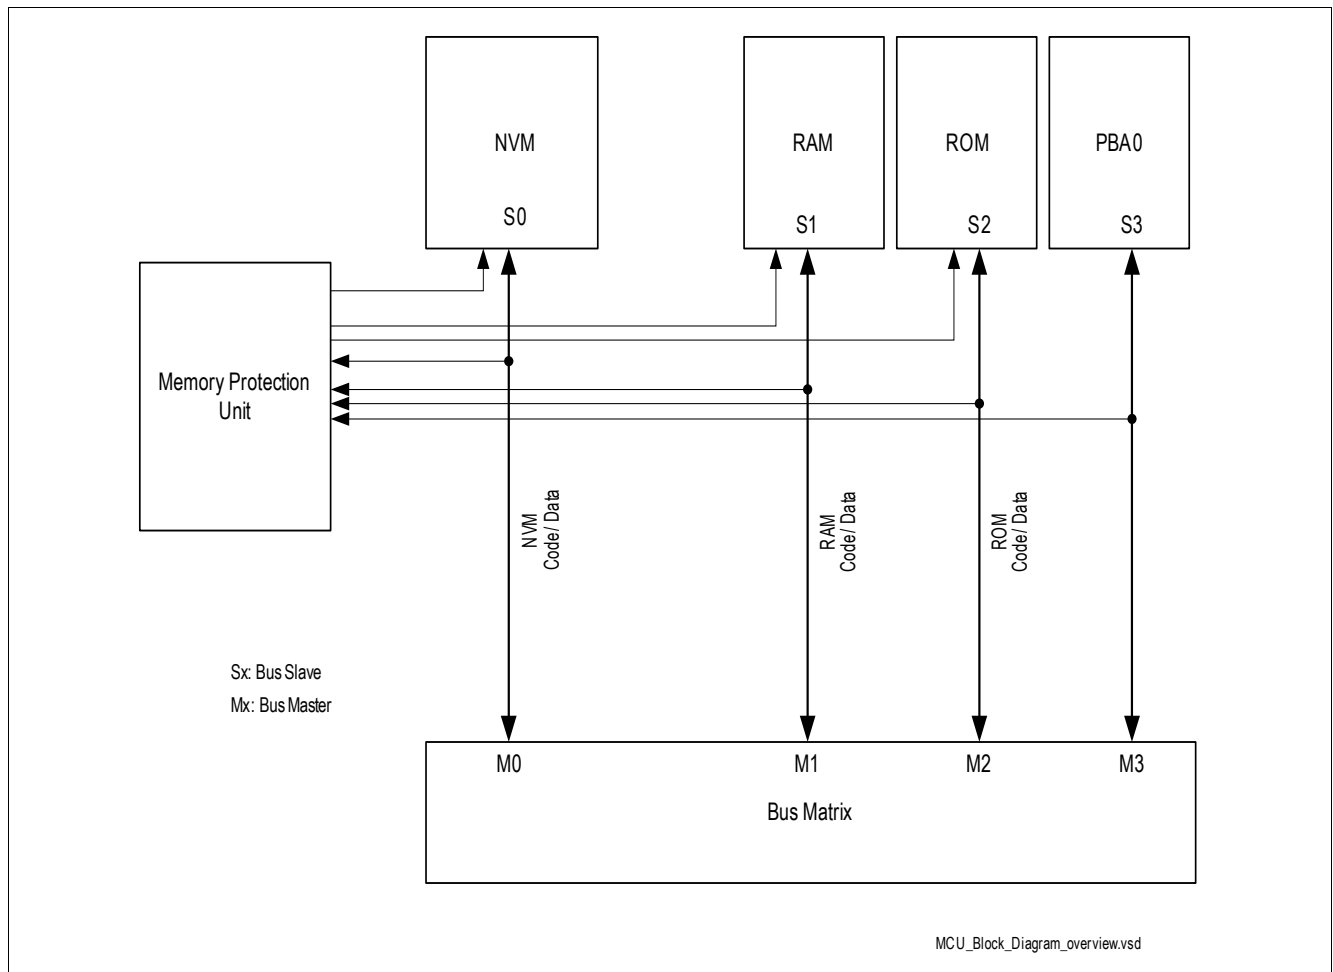 NVM
RAM
ROM
PBA0
S0
S1
S2
S3
Memory Protection
Unit
NVM
Code/ Data
RAM
Code/ Data
ROM
Code/ Data
Sx: Bus Slave
Mx: Bus Master
M0
M1
M2
M3
Bus Matrix
MCU_Block_Diagram_overview.vsd